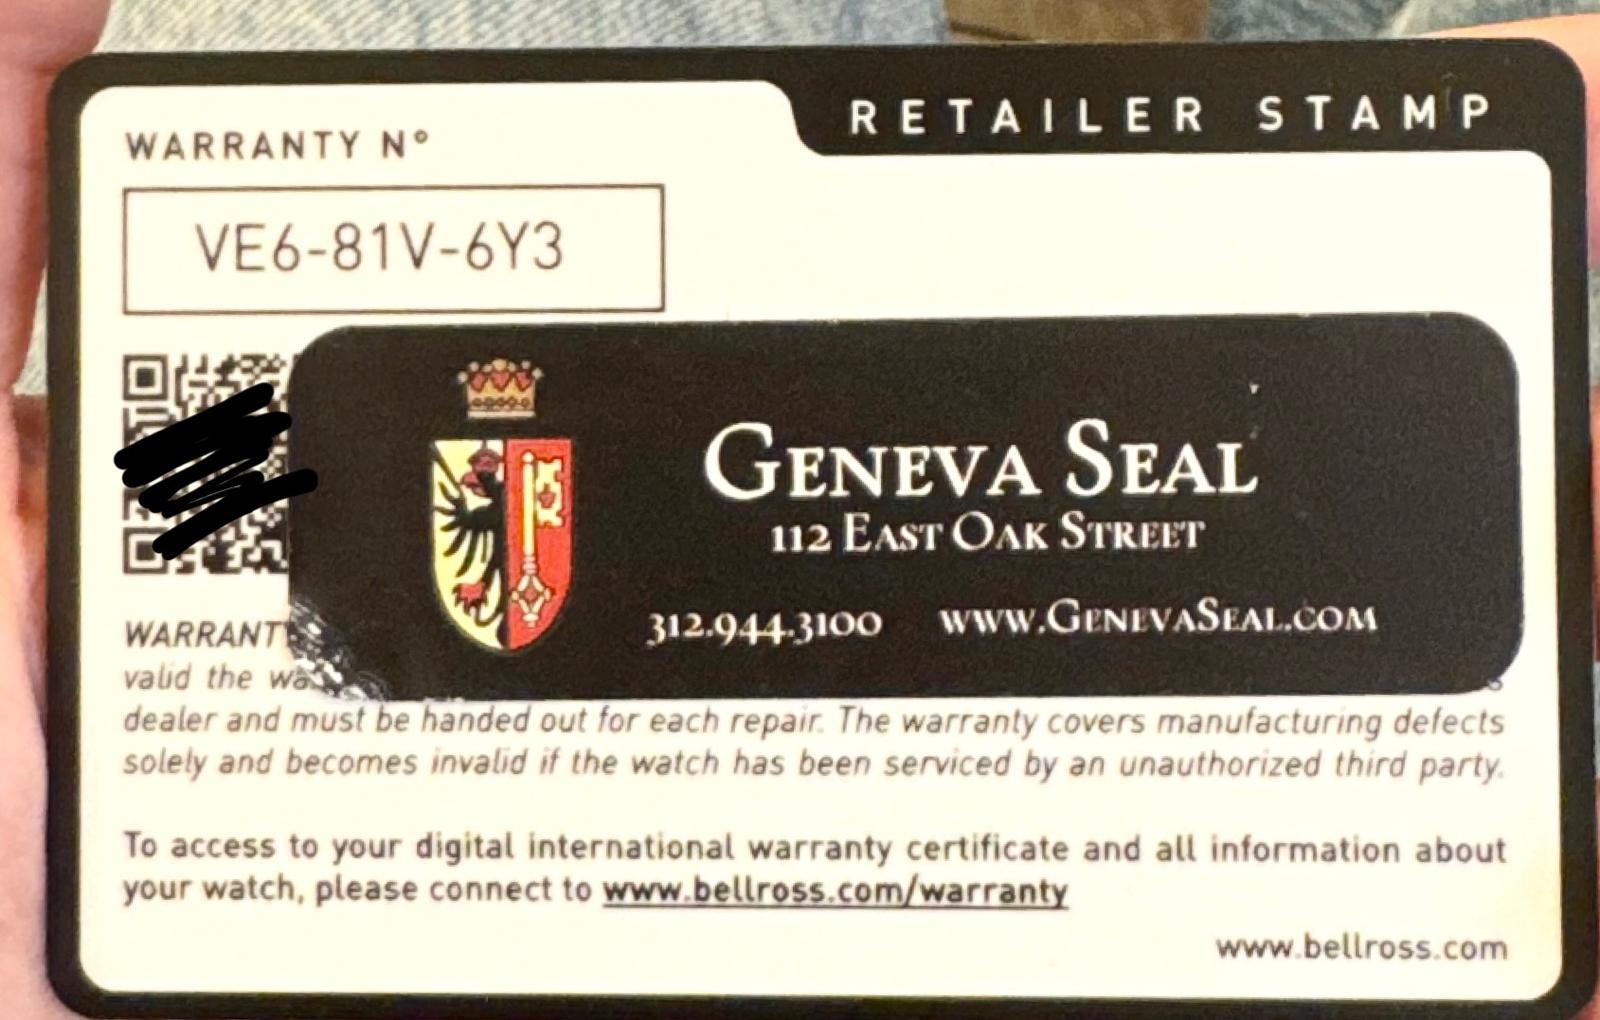 RETAILER STAMP
WARRANTY N°
VE6-81V-6Y3
GENEVA SEAL
112 EAST OAK STREET
312.944.3100 WWW.GENEVASEAL.COM
WARRANT
valid the wa
dealer and must be handed out for each repair. The warranty covers manufacturing defects
solely and becomes invalid if the watch has been serviced by an unauthorized third party.
To access to your digital international warranty certificate and all information about
your watch, please connect to www.bellross.com/warranty
www.bellross.com